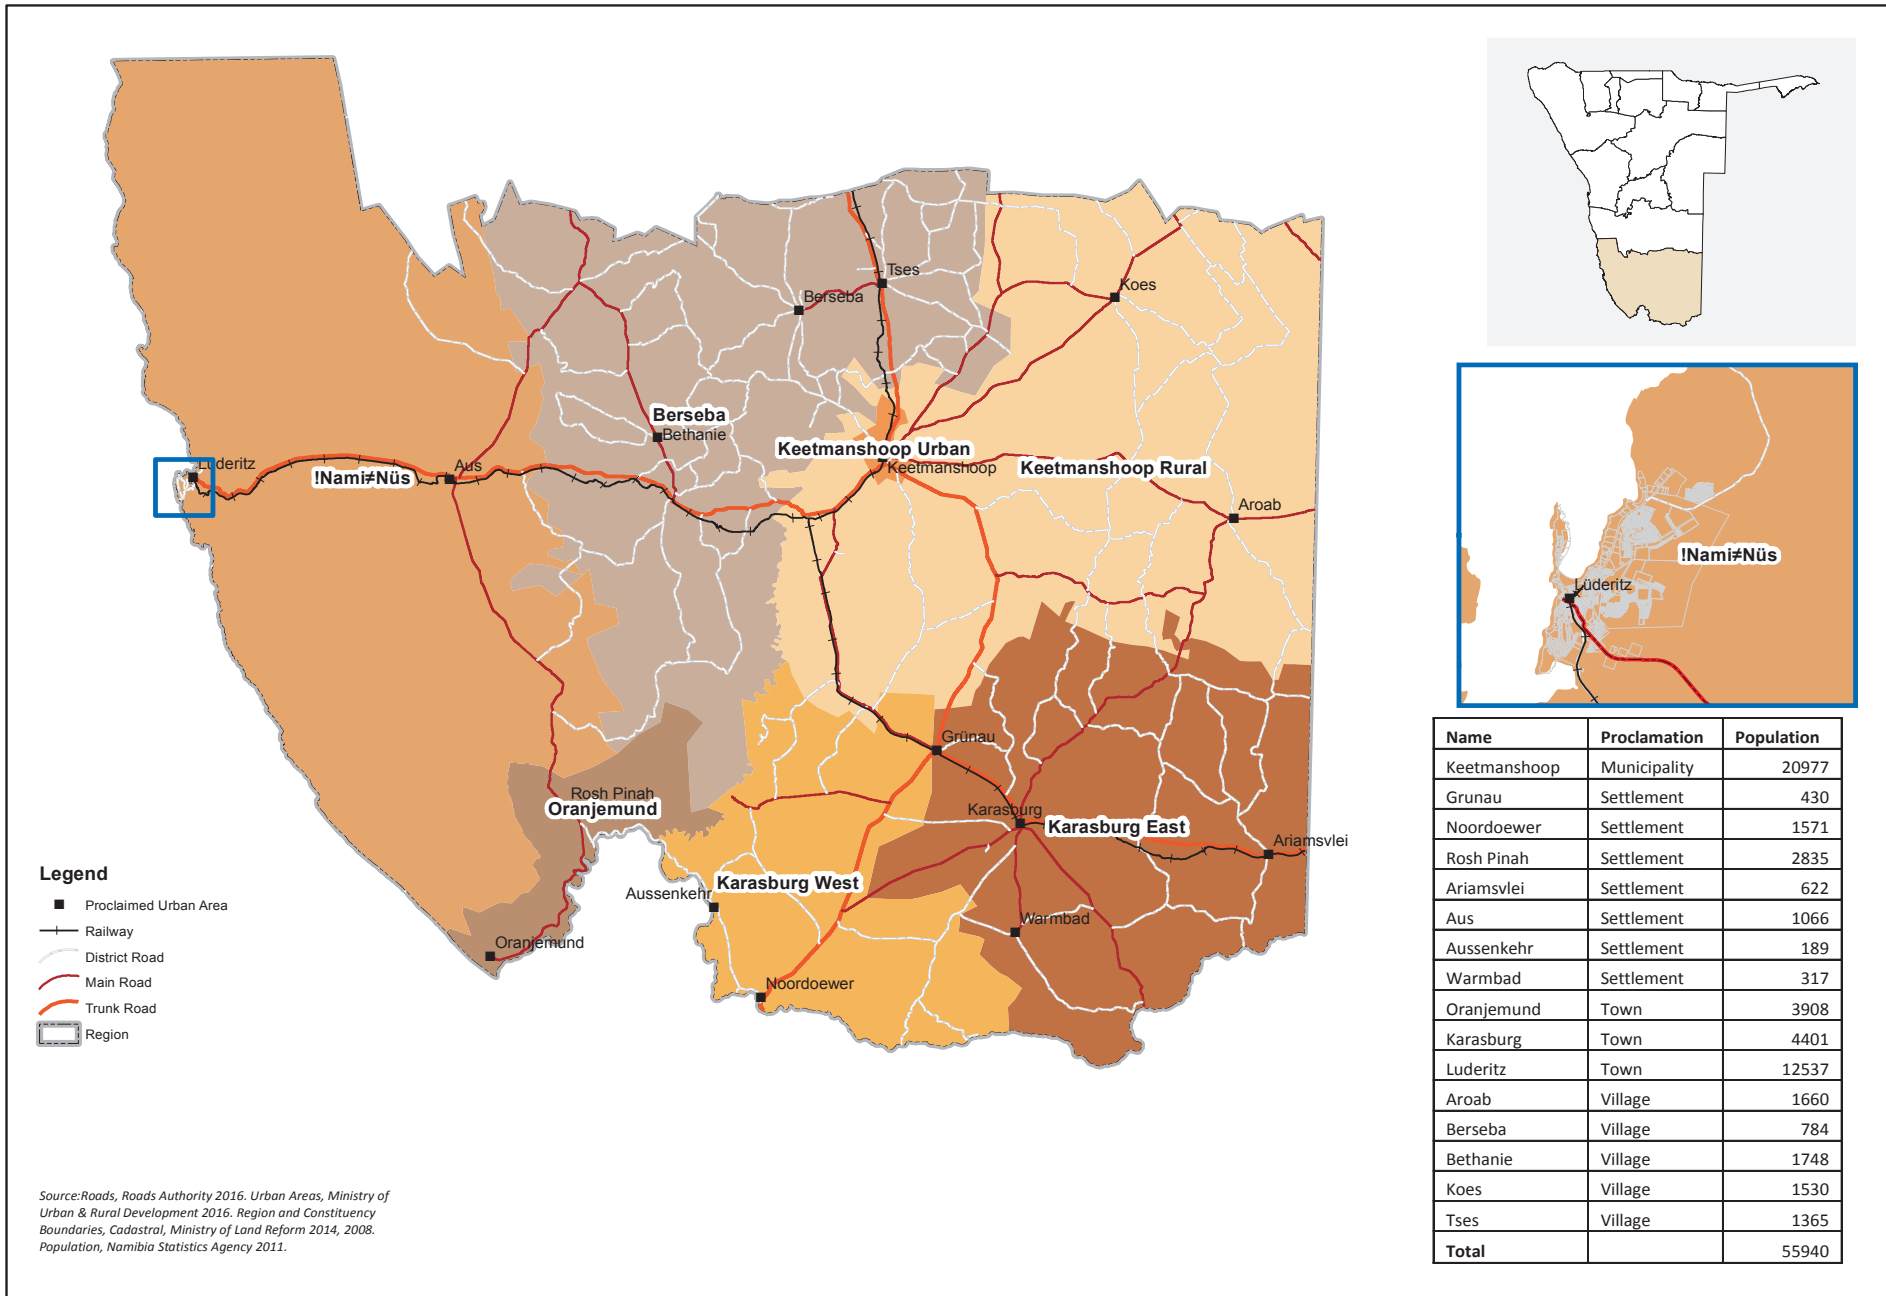 Tses
Koes
Berseba
Berseba
Bethanie
Keetmanshoop Urban
Keetmanshoop
Keetmanshoop Rural
Lüderitz
!Nami≠Nüs
Aus
Aroab
Grünau
Rosh Pinah
Oranjemund
Karasburg
Karasburg East
Ariamsvlei
Aussenkehr
Karasburg West
Warmbad
Oranjemund
Noordoewer
!Nami≠Nüs
Lüderitz
Legend
Proclaimed Urban Area
Railway
District Road
Main Road
Trunk Road
Region
Source:Roads, Roads Authority 2016. Urban Areas, Ministry of
Urban & Rural Development 2016. Region and Constituency
Boundaries, Cadastral, Ministry of Land Reform 2014, 2008.
Population, Namibia Statistics Agency 2011.
Name Proclamation Population
Keetmanshoop Municipality 20977
Grunau Settlement 430
Noordoewer Settlement 1571
Rosh Pinah Settlement 2835
Ariamsvlei Settlement 622
Aus Settlement 1066
Aussenkehr Settlement 189
Warmbad Settlement 317
Oranjemund Town 3908
Karasburg Town 4401
Luderitz Town 12537
Aroab Village 1660
Berseba Village 784
Bethanie Village 1748
Koes Village 1530
Tses Village 1365
Total 55940